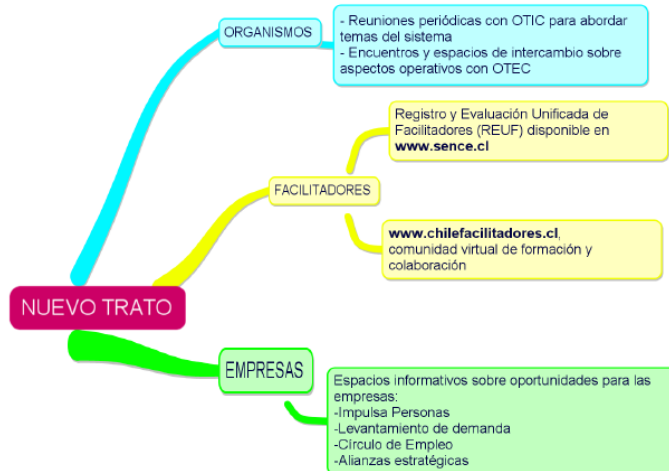 ORGANISMOS
- Reuniones periódicas con OTIC para abordar
temas del sistema
- Encuentros y espacios de intercambio sobre
aspectos operativos con OTEC
Registro y Evaluación Unificada de
Facilitadores (REUF) disponible en
www.sence.cl
FACILITADORES
www.chilefacilitadores.cl,
comunidad virtual de formación y
colaboración
NUEVO TRATO
EMPRESAS
Espacios informativos sobre oportunidades para las
empresas:
-Impulsa Personas
-Levantamiento de demanda
-Círculo de Empleo
-Alianzas estratégicas